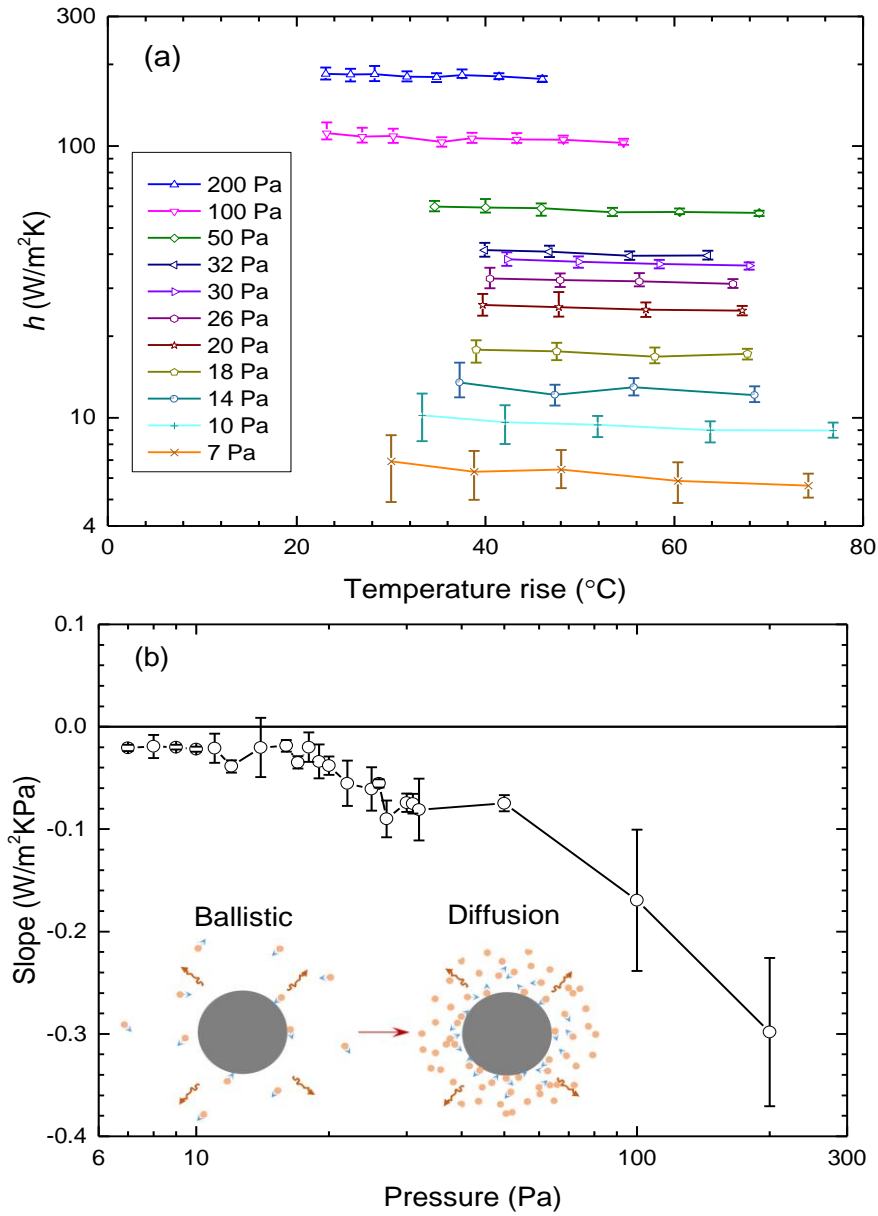 300
(a)
100
h (W/m²K)
200 Pa
100 Pa
50 Pa
32 Pa
30 Pa
26 Pa
20 Pa
18 Pa
14 Pa
10 Pa
7 Pa
10
4
0 20 40 60 80
Temperature rise (°C)
0.1
(b)
0.0
-0.1
Slope (W/m²KPa)
Ballistic Diffusion
-0.2
-0.3
-0.4
6 10 100 300
Pressure (Pa)